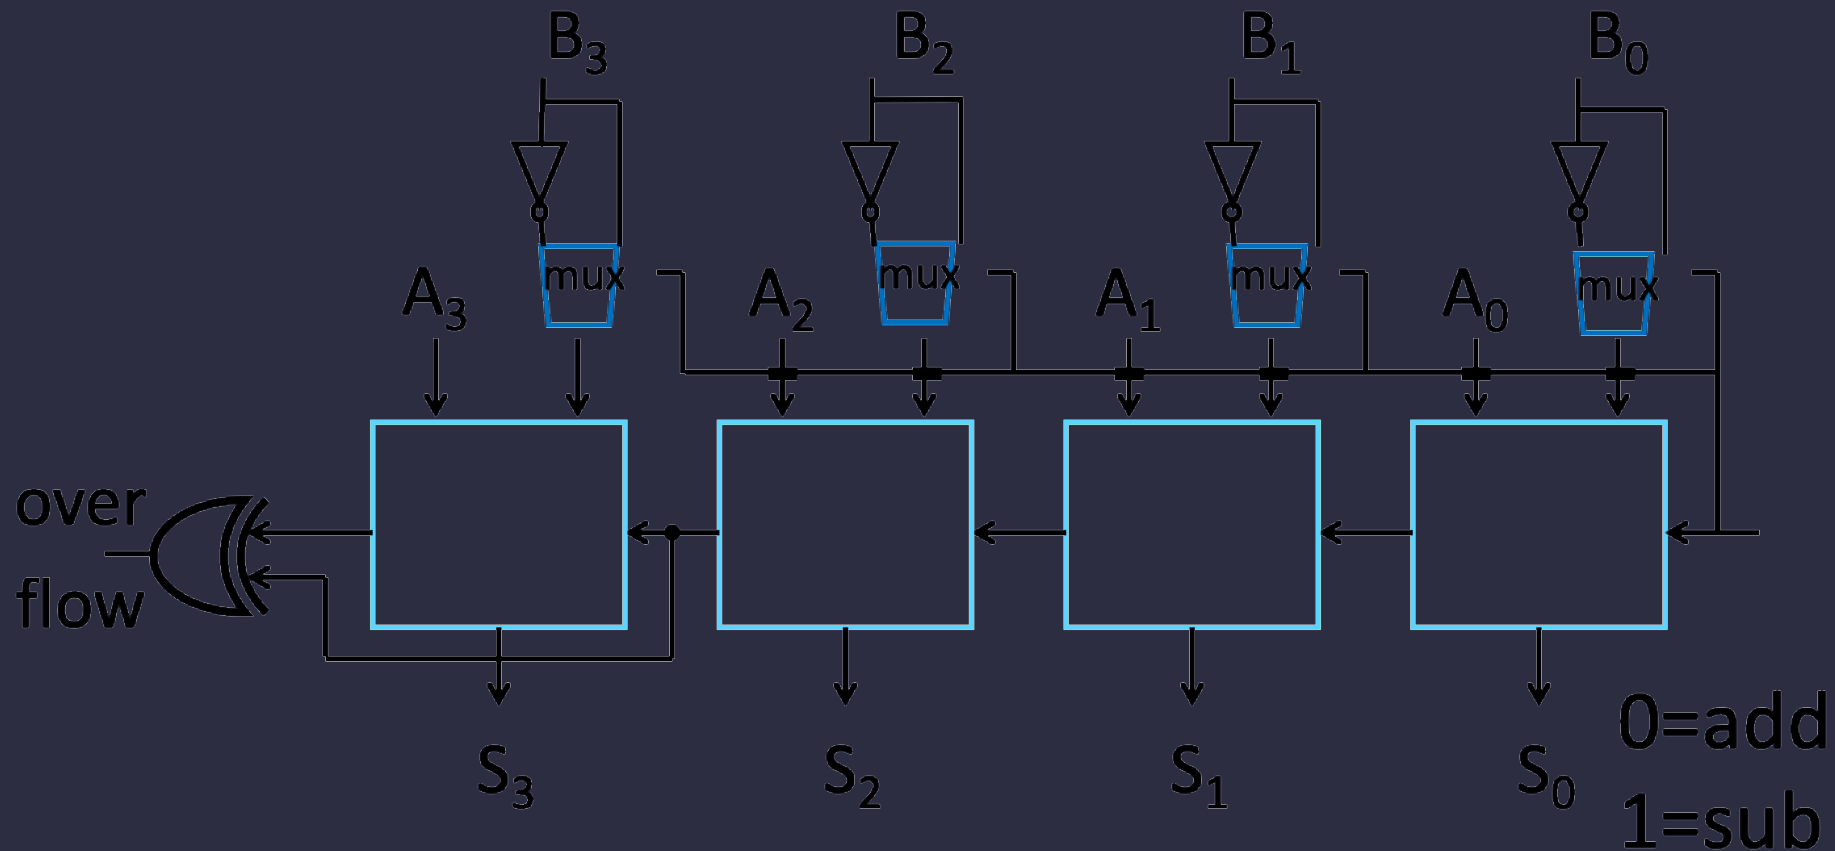 B3 B2 B1 B0
mux mux mux mux
A3 A2 A1 A0
over
flow
S3 S2 S1 S0
0=add
1=sub